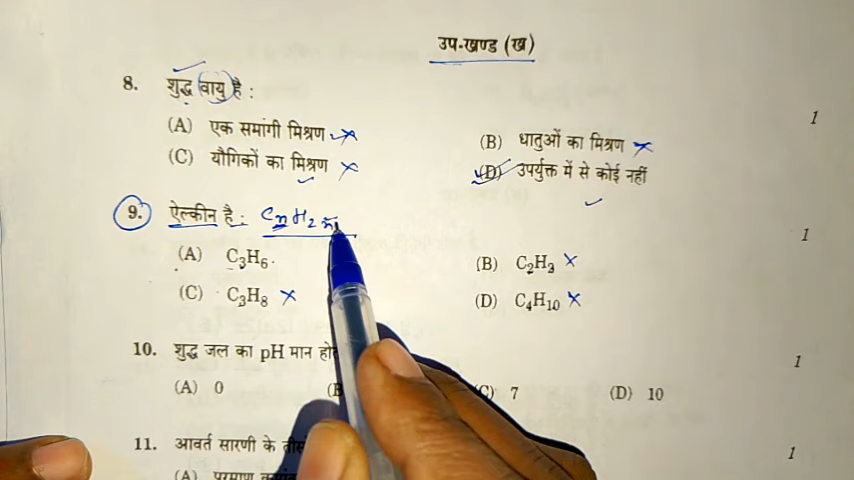 उप-खण्ड (ख)
8. शुद्ध वायु है : 1
(A) एक समांगी मिश्रण (B) धातुओं का मिश्रण
(C) यौगिकों का मिश्रण (D) उपर्युक्त में से कोई नहीं
9. ऐल्कीन है : CnH2n 1
(A) C3H6 (B) C2H2
(C) C3H8 (D) C4H10
10. शुद्ध जल का pH मान 1
(A) 0 (B (C) 7 (D) 10
11. आवर्त सारणी के 1
(A)